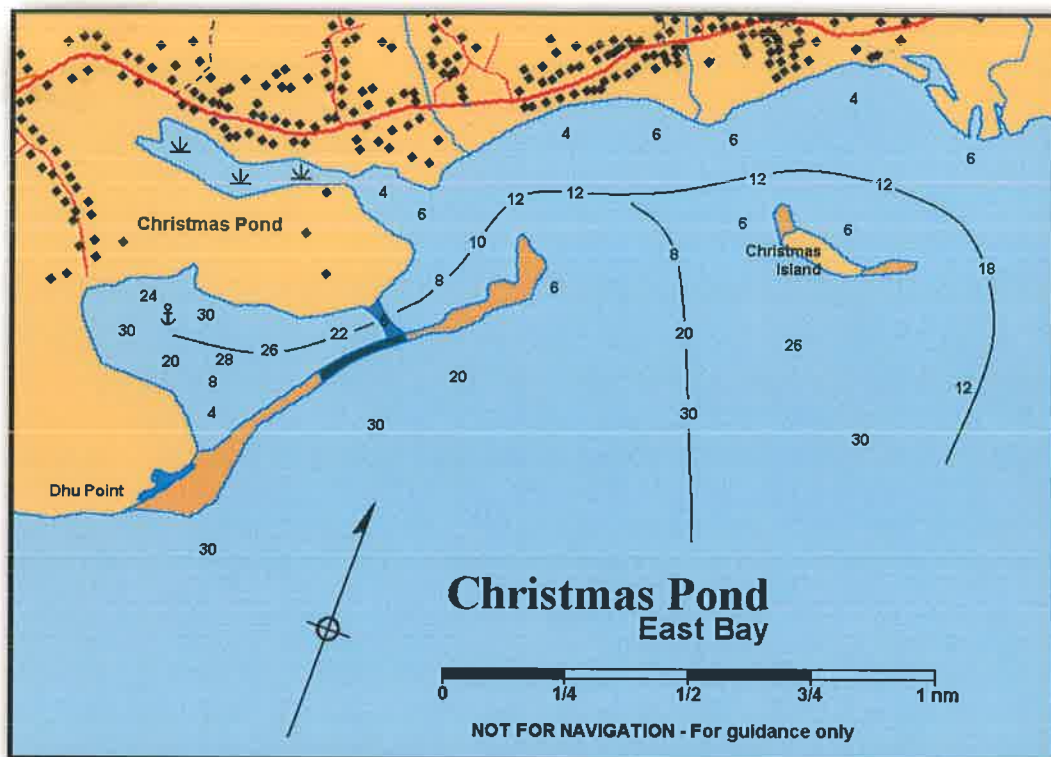 4
4 6 6
6
4
12 12 12 12
6
6 6
Christmas Pond
10
Christmas
Island
8
18
8
6
24
30
30
22
20
26
26
28
20
20
8
12
4
30
30
30
Dhu Point
30
Christmas Pond
East Bay
0 1/4 1/2 3/4 1 nm
NOT FOR NAVIGATION - For guidance only